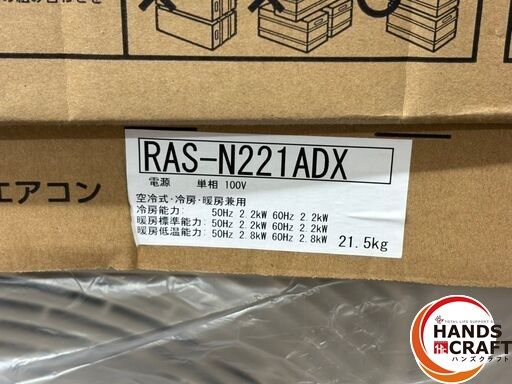 RAS-N221ADX
電源 単相 100V
空冷式・冷房・暖房兼用
冷房能力: 50Hz 2.2kW 60Hz 2.2kW
暖房標準能力: 50Hz 2.2kW 60Hz 2.2kW
暖房低温能力: 50Hz 2.8kW 60Hz 2.8kW
21.5kg
エアコン
TOTAL LIFE SUPPORT
HANDS
CRAFT
ハンズクラフト